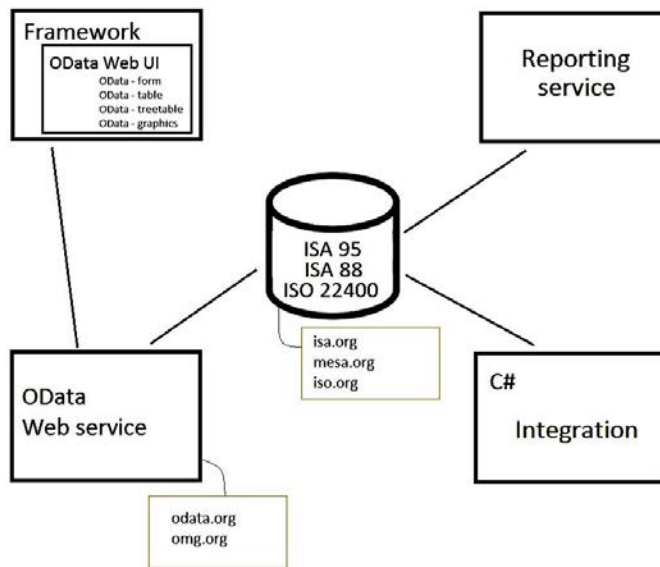 Framework
OData Web UI
OData - form
OData - table
OData - treetable
OData - graphics
Reporting
service
ISA 95
ISA 88
ISO 22400
isa.org
mesa.org
iso.org
OData
Web service
odata.org
omg.org
C#
Integration